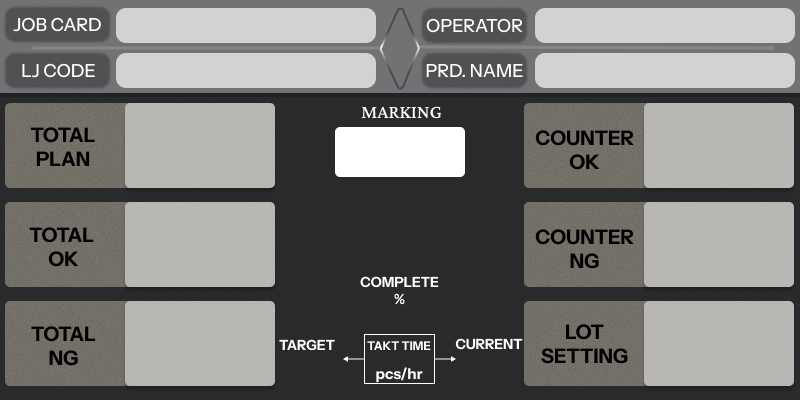 JOB CARD
OPERATOR
LJ CODE
PRD. NAME
MARKING
TOTAL
PLAN
COUNTER
OK
TOTAL
OK
COUNTER
NG
COMPLETE
%
TOTAL
NG
TARGET
TAKT TIME
pcs/hr
CURRENT
LOT
SETTING